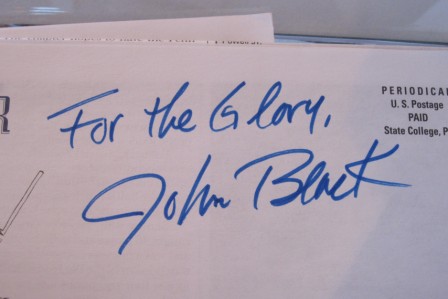 PERIODICAL
U.S. Postage
PAID
State College, P
R
For the Glory,
John Black